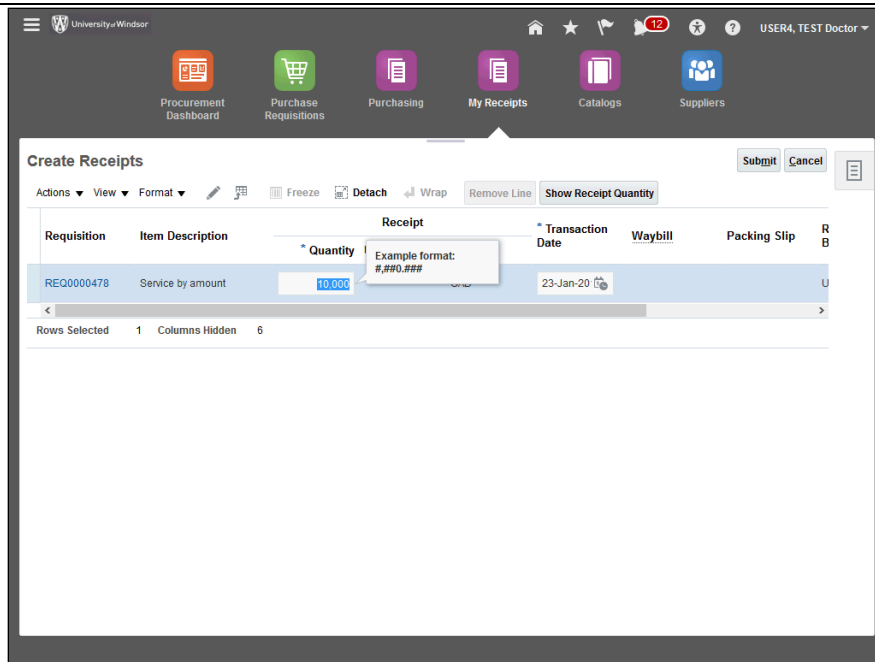 University of Windsor
12
USER4, TEST Doctor
Procurement Dashboard
Purchase Requisitions
Purchasing
My Receipts
Catalogs
Suppliers
Create Receipts
Submit
Cancel
Actions
View
Format
Freeze
Detach
Wrap
Remove Line
Show Receipt Quantity
Requisition
Item Description
Receipt
* Quantity
* Transaction Date
Waybill
Packing Slip
R
B
Example format:
#,##0.###
REQ0000478
Service by amount
10,000
23-Jan-20
U
Rows Selected 1
Columns Hidden 6